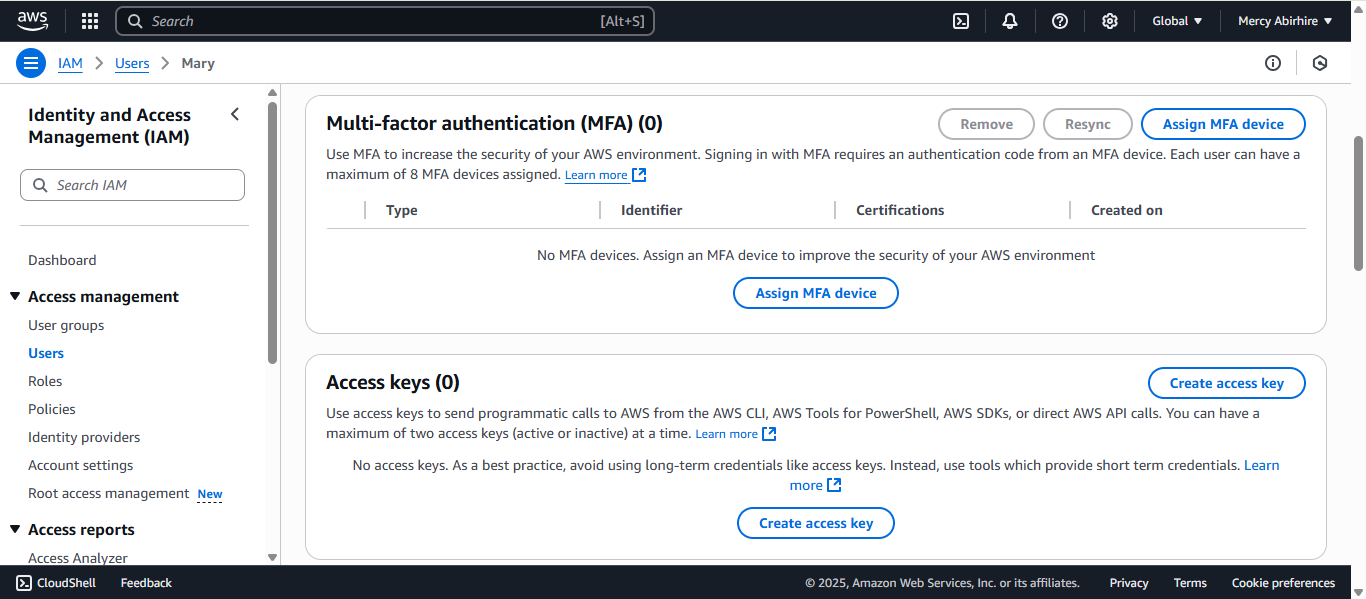 aws
Search [Alt+S]
Global
Mercy Abirhire
IAM
Users
Mary
Identity and Access
Management (IAM)
Search IAM
Dashboard
Access management
User groups
Users
Roles
Policies
Identity providers
Account settings
Root access management New
Access reports
Access Analyzer
Multi-factor authentication (MFA) (0)
Remove
Resync
Assign MFA device
Use MFA to increase the security of your AWS environment. Signing in with MFA requires an authentication code from an MFA device. Each user can have a
maximum of 8 MFA devices assigned. Learn more
Type
Identifier
Certifications
Created on
No MFA devices. Assign an MFA device to improve the security of your AWS environment
Assign MFA device
Access keys (0)
Create access key
Use access keys to send programmatic calls to AWS from the AWS CLI, AWS Tools for PowerShell, AWS SDKs, or direct AWS API calls. You can have a
maximum of two access keys (active or inactive) at a time. Learn more
No access keys. As a best practice, avoid using long-term credentials like access keys. Instead, use tools which provide short term credentials. Learn
more
Create access key
CloudShell
Feedback
© 2025, Amazon Web Services, Inc. or its affiliates.
Privacy
Terms
Cookie preferences